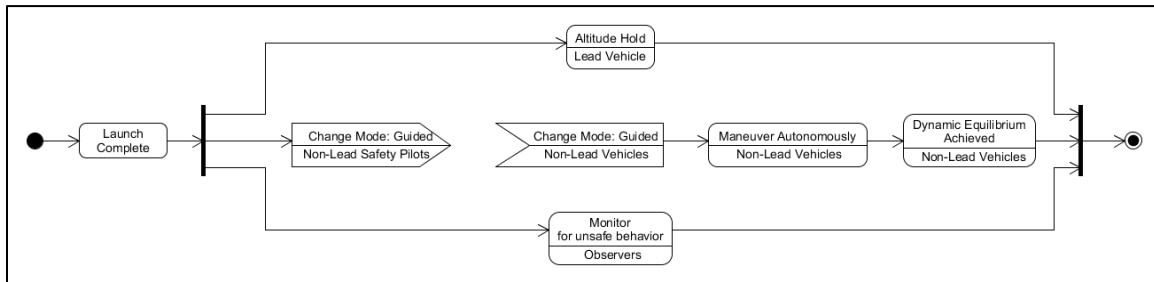 Altitude Hold
Lead Vehicle
Launch
Complete
Change Mode: Guided
Non-Lead Safety Pilots
Change Mode: Guided
Non-Lead Vehicles
Maneuver Autonomously
Non-Lead Vehicles
Dynamic Equilibrium
Achieved
Non-Lead Vehicles
Monitor
for unsafe behavior
Observers